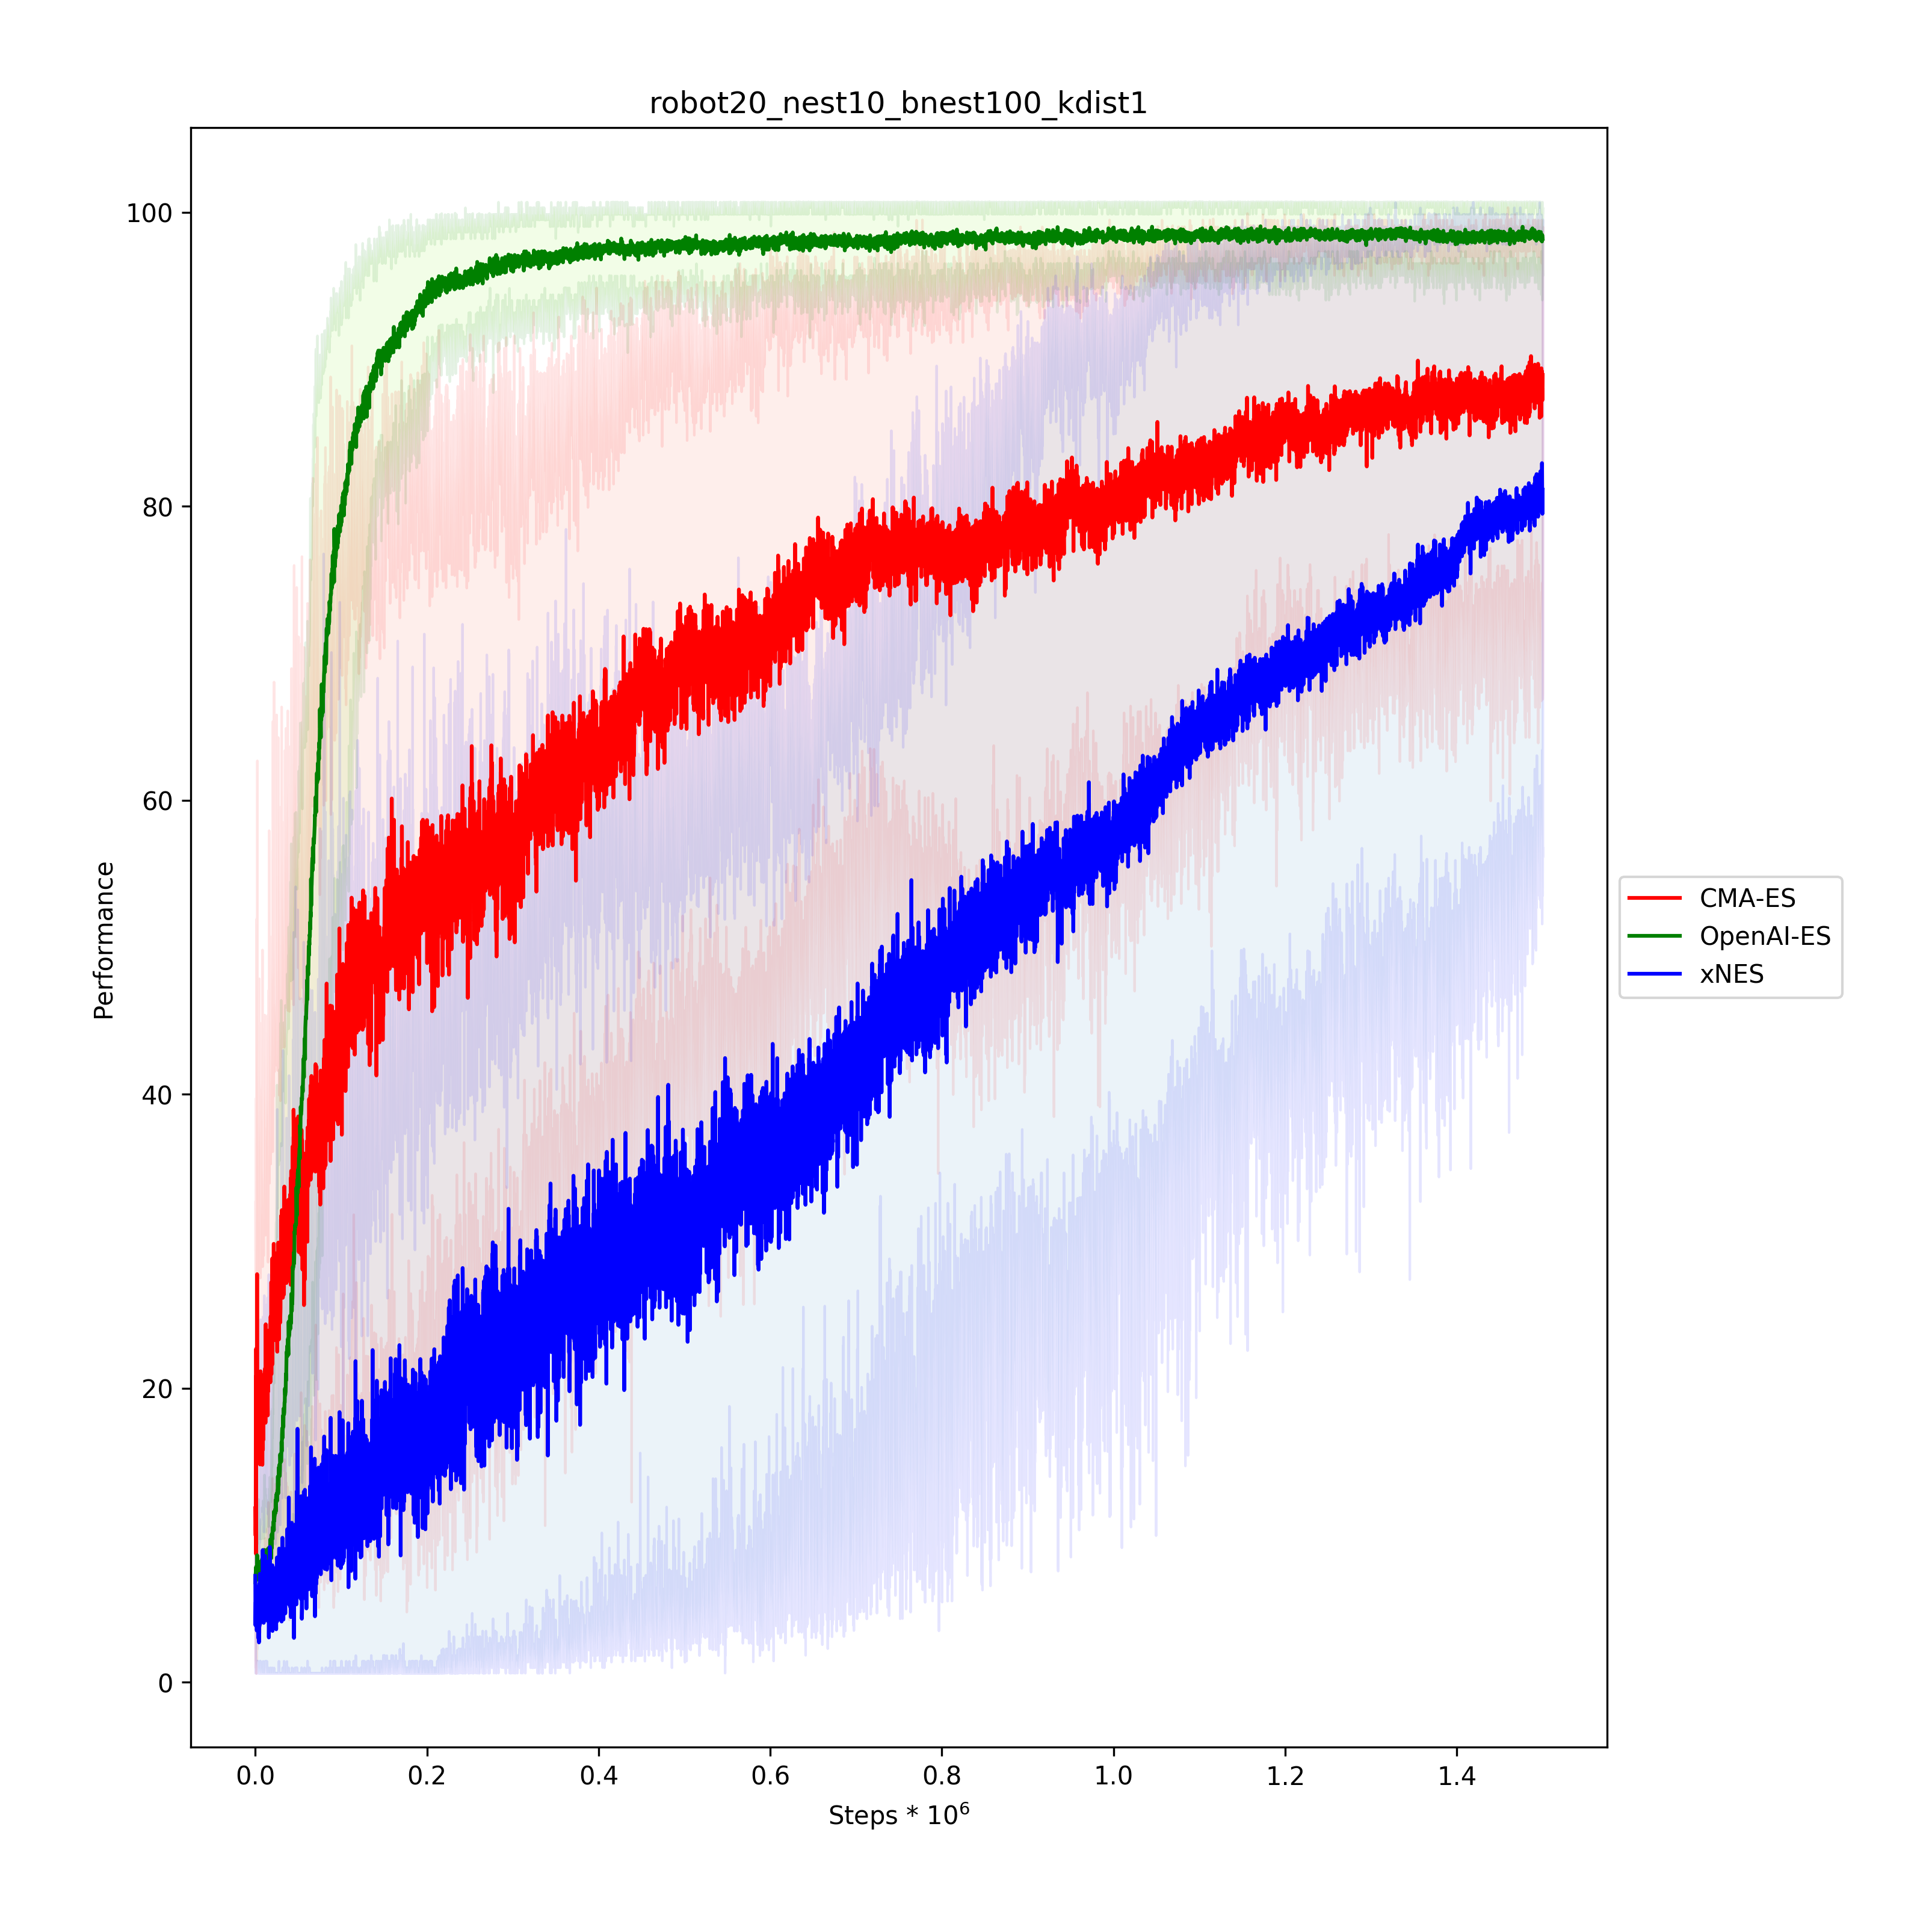 robot20_nest10_bnest100_kdist1
Performance
100
80
60
40
20
0
0.0 0.2 0.4 0.6 0.8 1.0 1.2 1.4
Steps * 10⁶
CMA-ES
OpenAI-ES
xNES